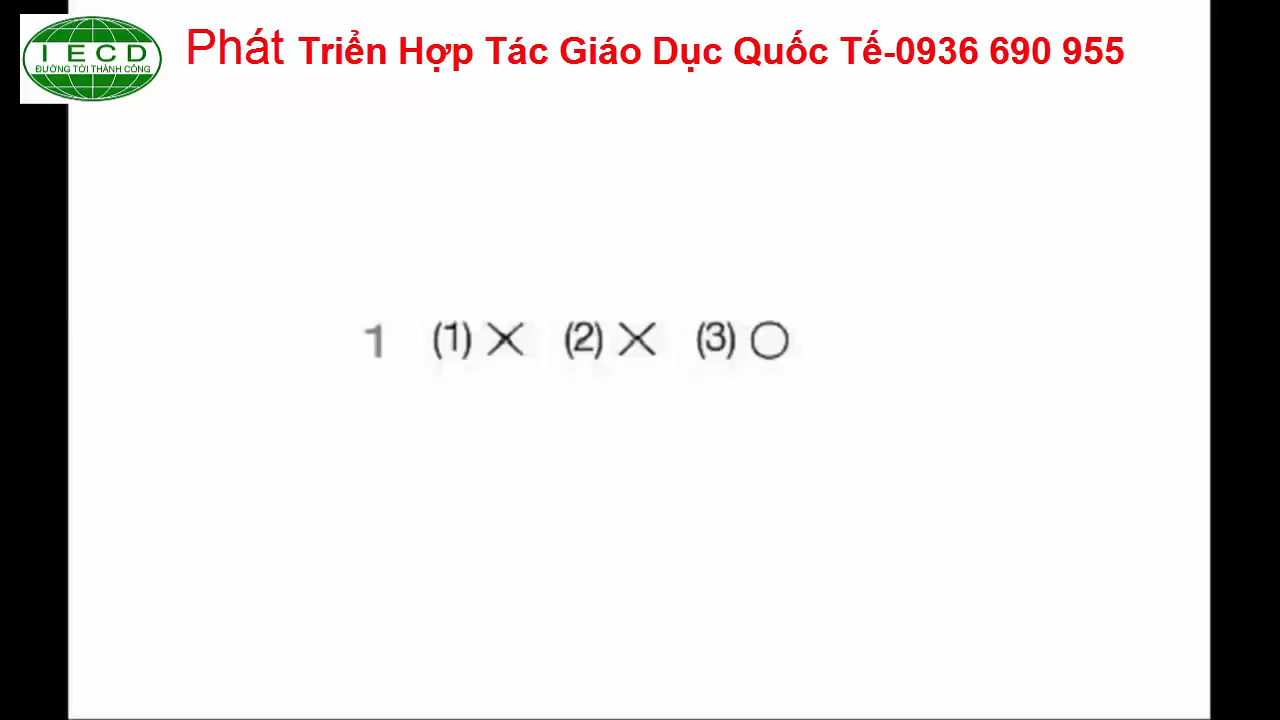 IECD
ĐƯỜNG TỚI THÀNH CÔNG
Phát Triển Hợp Tác Giáo Dục Quốc Tế-0936 690 955
1 (1) × (2) × (3) ○